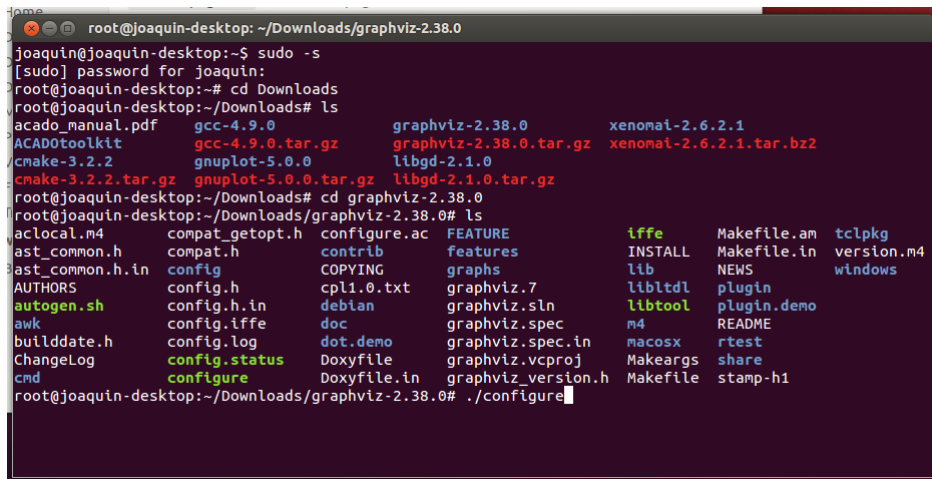 Home
root@joaquin-desktop: ~/Downloads/graphviz-2.38.0
joaquin@joaquin-desktop:~$ sudo -s
[sudo] password for joaquin:
root@joaquin-desktop:~# cd Downloads
root@joaquin-desktop:~/Downloads# ls
acado_manual.pdf gcc-4.9.0 graphviz-2.38.0 xenomai-2.6.2.1
ACADOtoolkit gcc-4.9.0.tar.gz graphviz-2.38.0.tar.gz xenomai-2.6.2.1.tar.bz2
cmake-3.2.2 gnuplot-5.0.0 libgd-2.1.0
cmake-3.2.2.tar.gz gnuplot-5.0.0.tar.gz libgd-2.1.0.tar.gz
root@joaquin-desktop:~/Downloads# cd graphviz-2.38.0
root@joaquin-desktop:~/Downloads/graphviz-2.38.0# ls
aclocal.m4 compat_getopt.h configure.ac FEATURE iffe Makefile.am tclpkg
ast_common.h compat.h contrib features INSTALL Makefile.in version.m4
ast_common.h.in config COPYING graphs lib NEWS windows
AUTHORS config.h cpl1.0.txt graphviz.7 libltdl plugin
autogen.sh config.h.in debian graphviz.sln libtool plugin.demo
awk config.iffe doc graphviz.spec m4 README
builddate.h config.log dot.demo graphviz.spec.in macosx rtest
ChangeLog config.status Doxyfile graphviz.vcproj Makeargs share
cmd configure Doxyfile.in graphviz_version.h Makefile stamp-h1
root@joaquin-desktop:~/Downloads/graphviz-2.38.0# ./configure